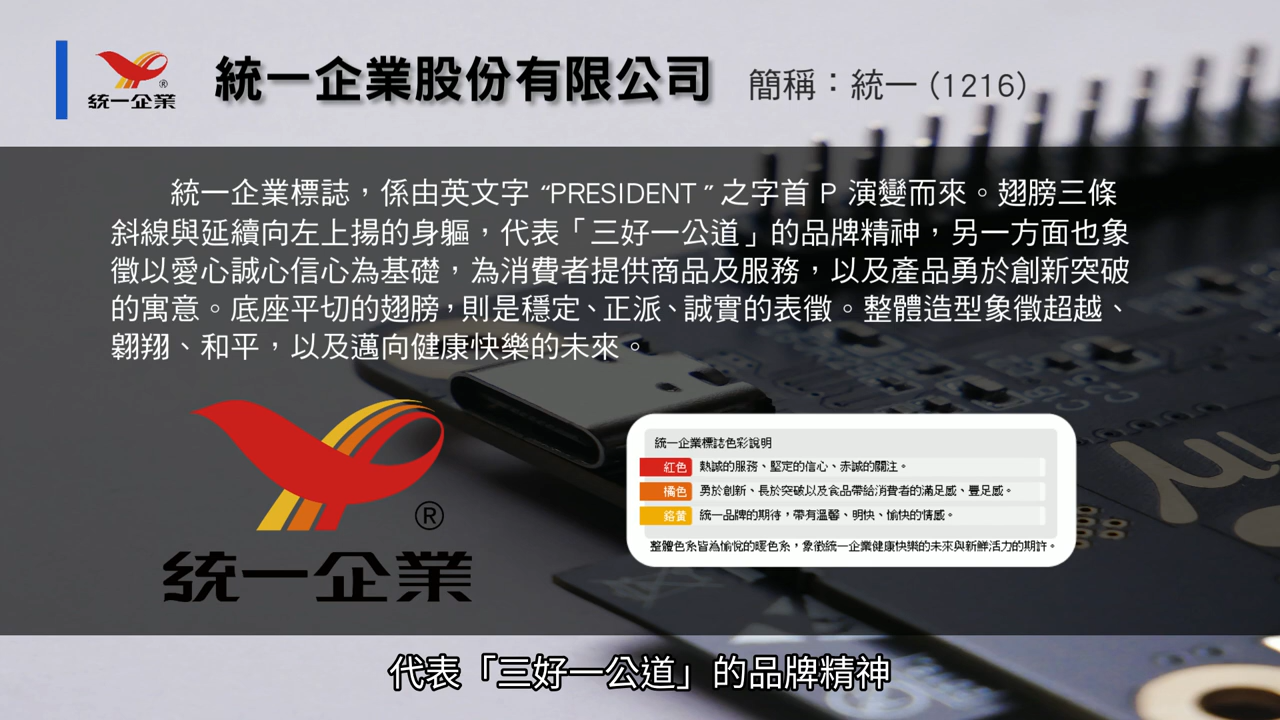 統一企業
®
統一企業股份有限公司 簡稱：統一 (1216)
統一企業標誌，係由英文字 “PRESIDENT ” 之字首 P 演變而來。翅膀三條
斜線與延續向左上揚的身軀，代表「三好一公道」的品牌精神，另一方面也象
徵以愛心誠心信心為基礎，為消費者提供商品及服務，以及產品勇於創新突破
的寓意。底座平切的翅膀，則是穩定、正派、誠實的表徵。整體造型象徵超越、
翱翔、和平，以及邁向健康快樂的未來。
®
統一企業
統一企業標誌色彩說明
紅色 熱誠的服務、堅定的信心、赤誠的關注。
橘色 勇於創新、長於突破以及食品帶給消費者的滿足感、豐足感。
鉻黃 統一品牌的期待，帶有溫馨、明快、愉快的情感。
整體色系皆為愉悅的暖色系，象徵統一企業健康快樂的未來與新鮮活力的期許。
代表「三好一公道」的品牌精神